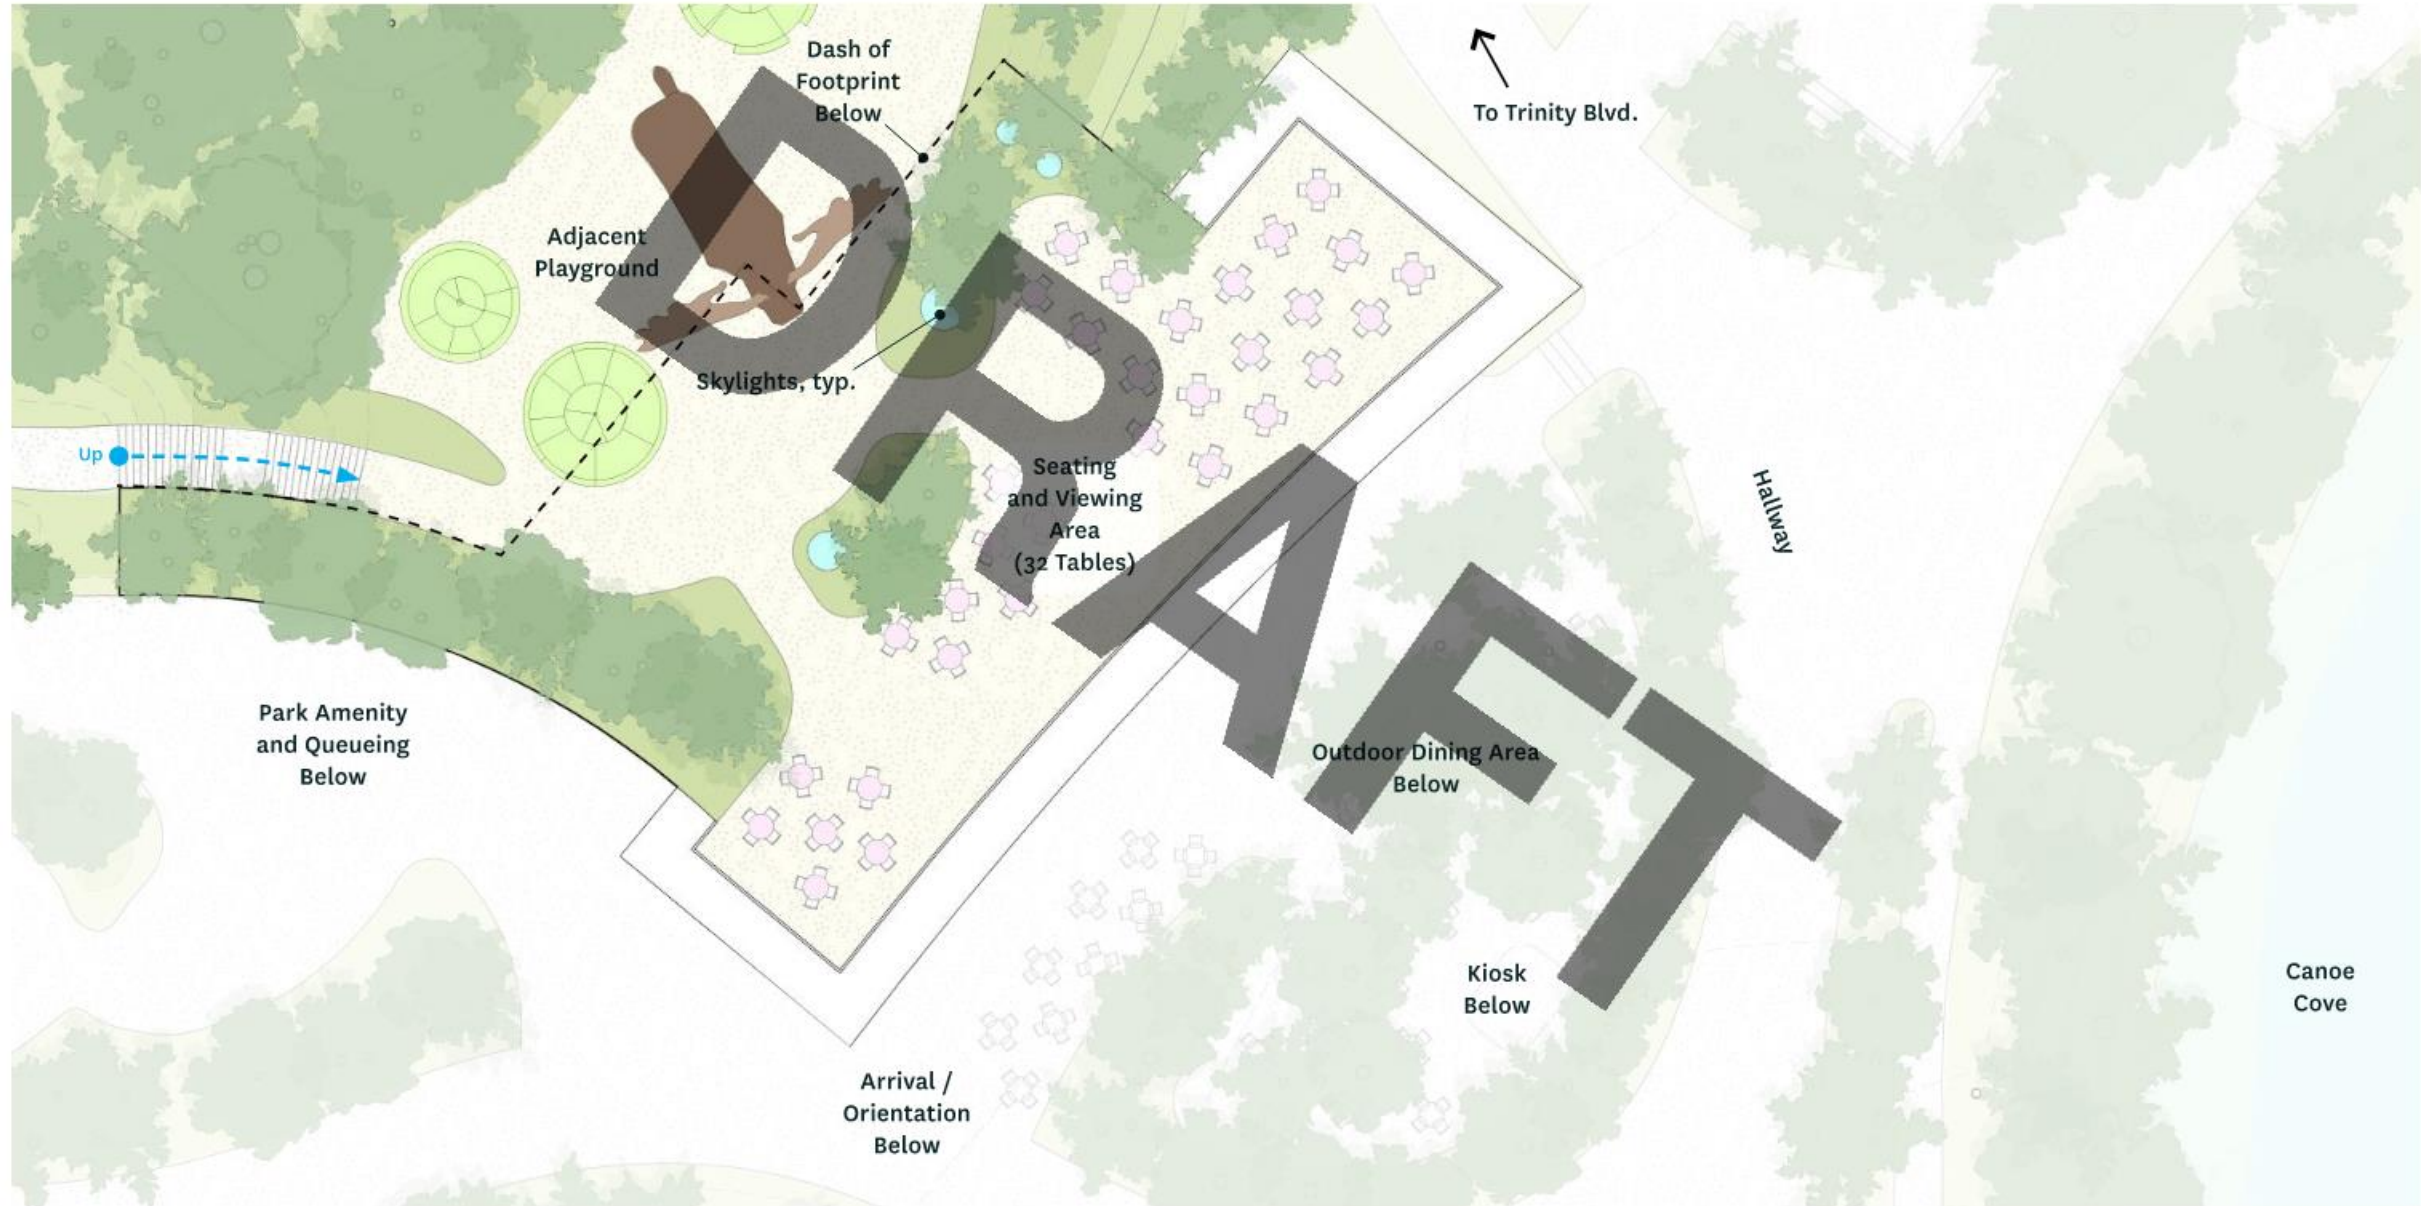 Dash of
Footprint
Below
To Trinity Blvd.
Adjacent
Playground
Skylights, typ.
Up
Seating
and Viewing
Area
(32 Tables)
Hallway
Park Amenity
and Queueing
Below
Outdoor Dining Area
Below
Kiosk
Below
Canoe
Cove
Arrival /
Orientation
Below
DRAFT